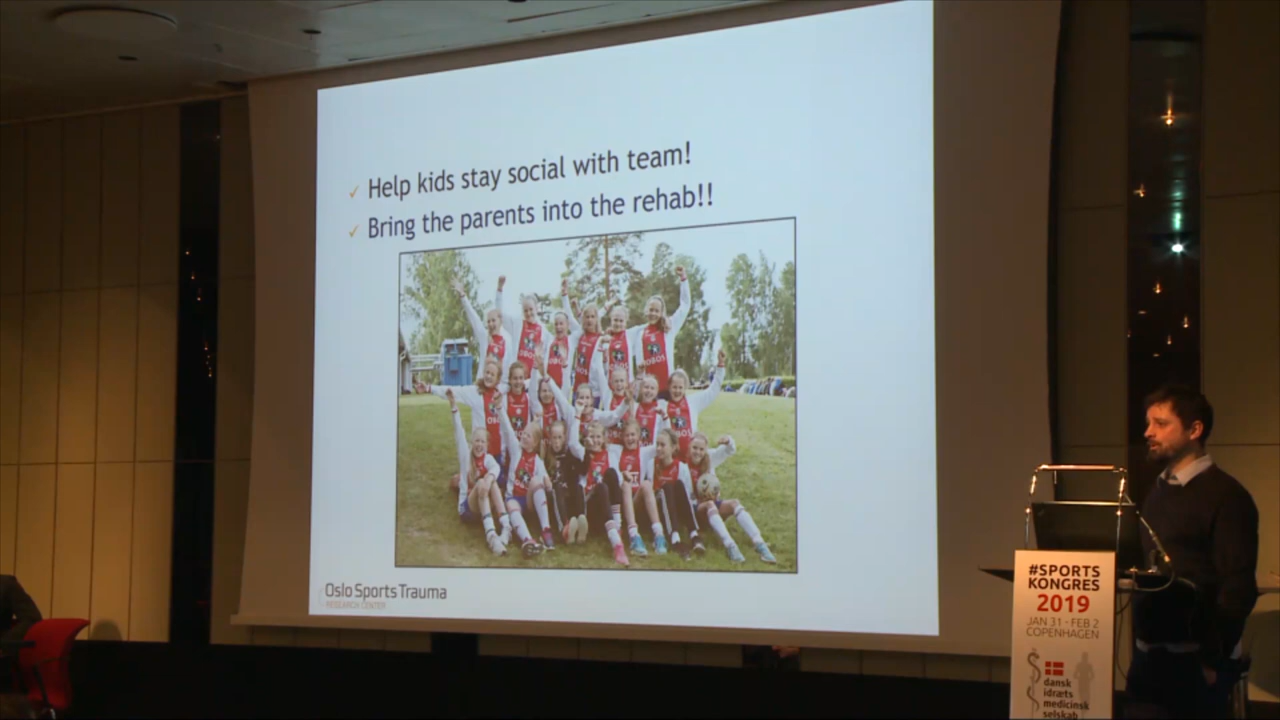 Help kids stay social with team!
Bring the parents into the rehab!!
OBOS
Oslo Sports Trauma
RESEARCH CENTER
#SPORTS
KONGRES
2019
JAN 31 - FEB 2
COPENHAGEN
dansk
idræts
medicinsk
selskab